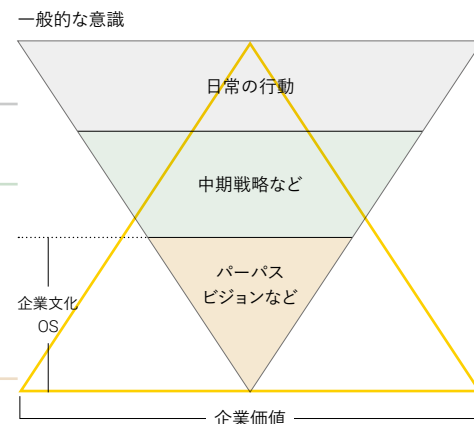 一般的な意識
日常の行動
中期戦略など
パーパス
ビジョンなど
企業文化
OS
企業価値